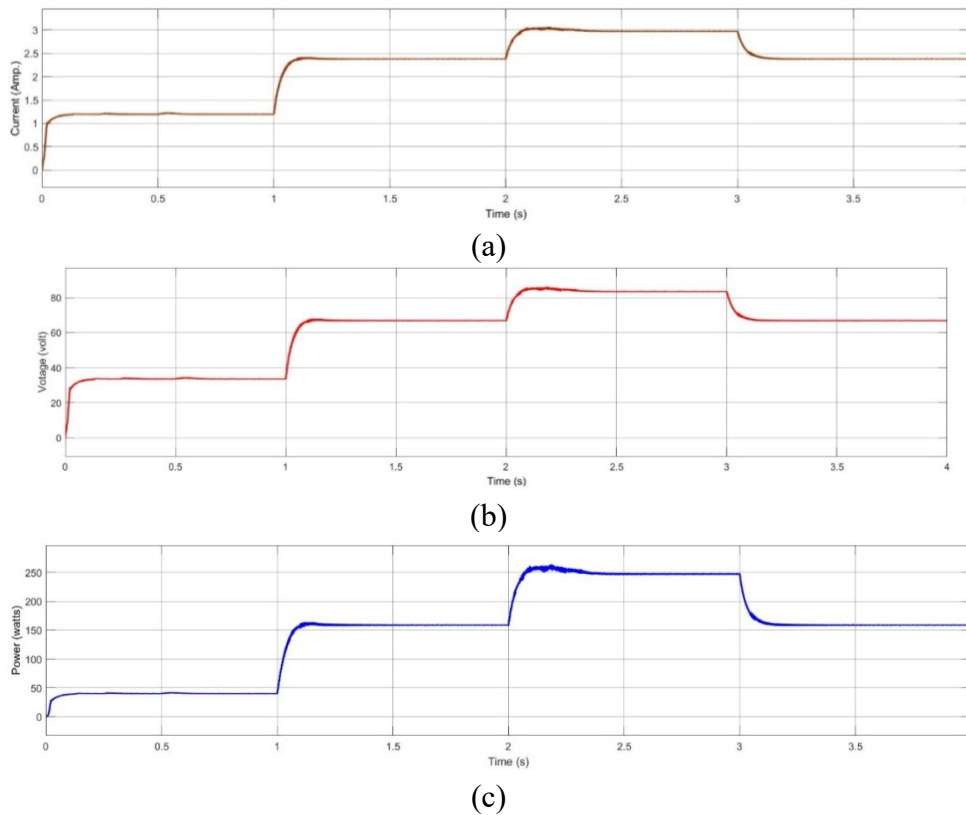 3
2.5
2
1.5
1
0.5
0
Current (Amp.)
0 0.5 1 1.5 2 2.5 3 3.5
Time (s)
(a)
80
60
40
20
0
Votage (volt)
0 0.5 1 1.5 2 2.5 3 3.5 4
Time (s)
(b)
250
200
150
100
50
0
Power (watts)
0 0.5 1 1.5 2 2.5 3 3.5
Time (s)
(c)